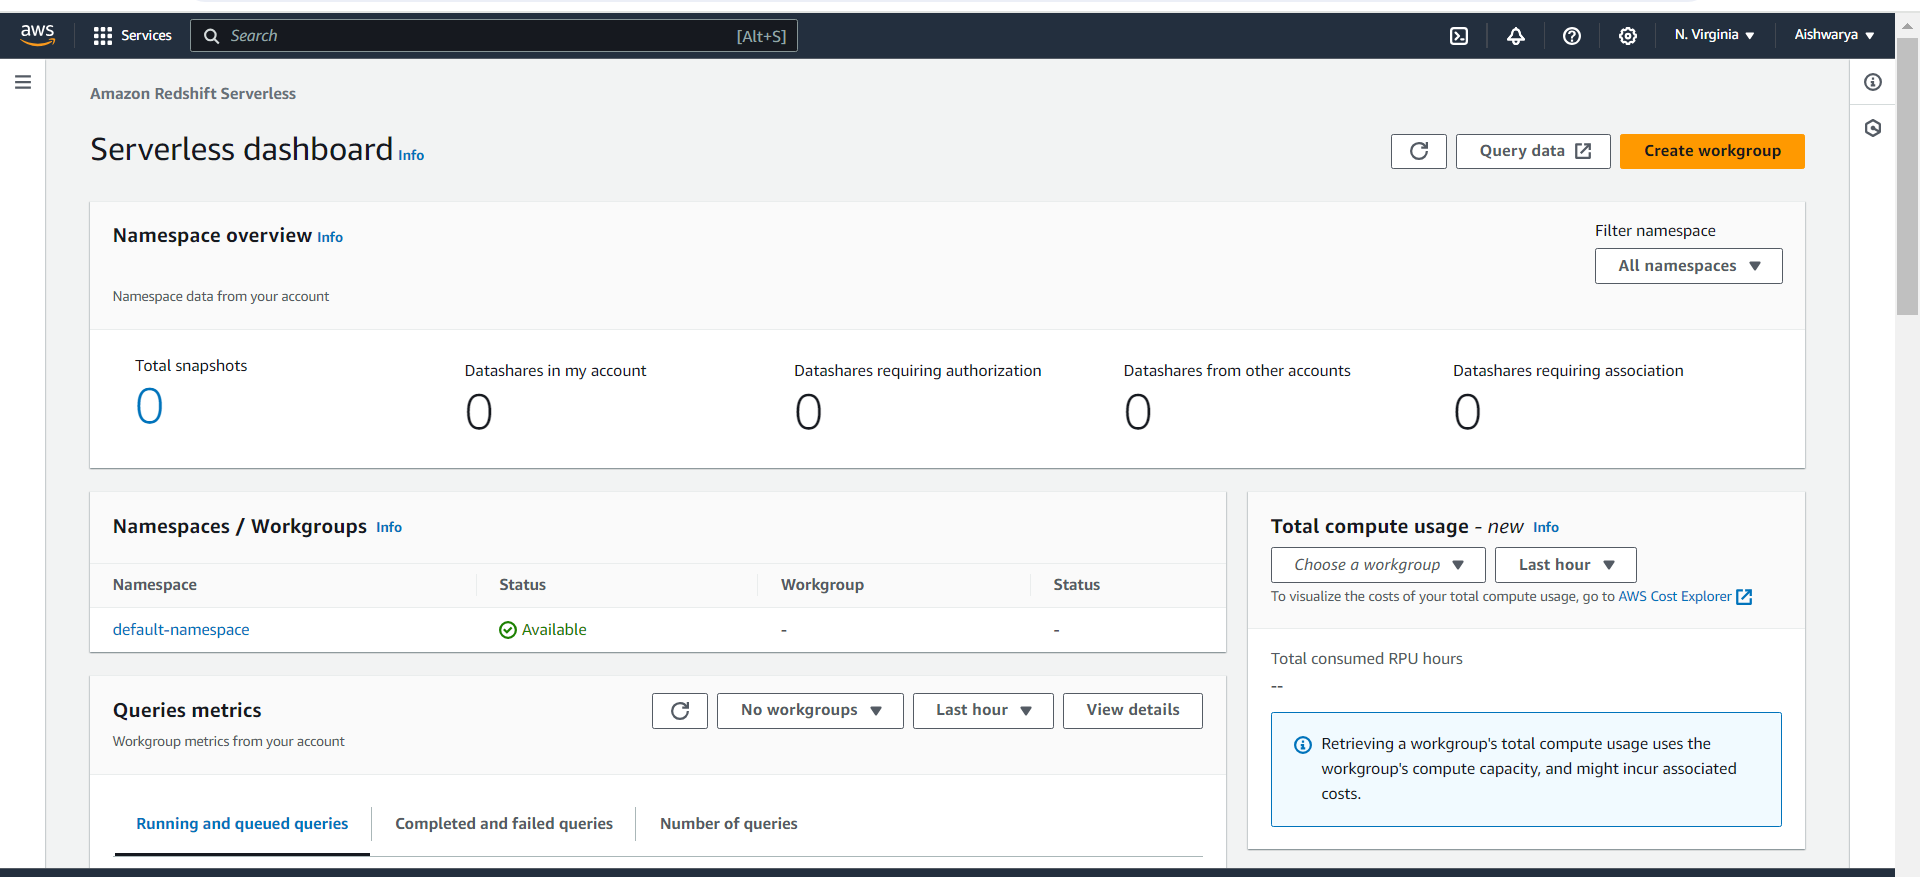 aws Services Search [Alt+S] N. Virginia Aishwarya
Amazon Redshift Serverless
Serverless dashboard Info
Query data
Create workgroup
Namespace overview Info
Namespace data from your account
Filter namespace
All namespaces
Total snapshots
0
Datashares in my account
0
Datashares requiring authorization
0
Datashares from other accounts
0
Datashares requiring association
0
Namespaces / Workgroups Info
Namespace Status Workgroup Status
default-namespace Available - -
Total compute usage - new Info
Choose a workgroup Last hour
To visualize the costs of your total compute usage, go to AWS Cost Explorer
Total consumed RPU hours
--
Retrieving a workgroup's total compute usage uses the
workgroup's compute capacity, and might incur associated
costs.
Queries metrics
Workgroup metrics from your account
No workgroups Last hour View details
Running and queued queries Completed and failed queries Number of queries